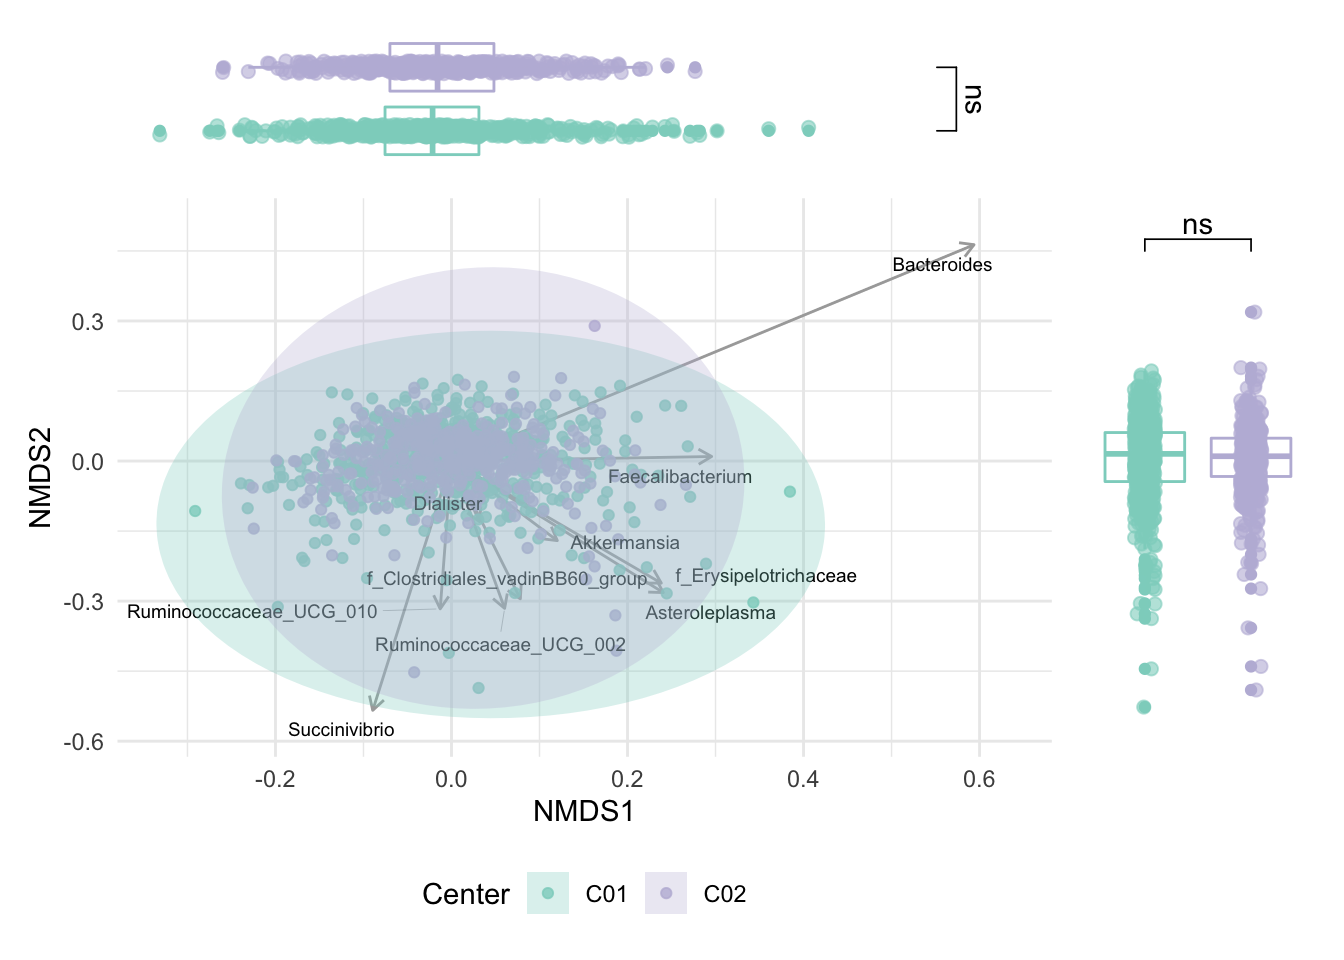 ns
ns
Bacteroides
0.3
0.0
-0.3
-0.6
NMDS2
Faecalibacterium
Dialister
Akkermansia
f_Clostridiales_vadinBB60_group
f_Erysipelotrichaceae
Ruminococcaceae_UCG_010
Asteroleplasma
Ruminococcaceae_UCG_002
Succinivibrio
-0.2
0.0
0.2
0.4
0.6
NMDS1
Center
C01
C02